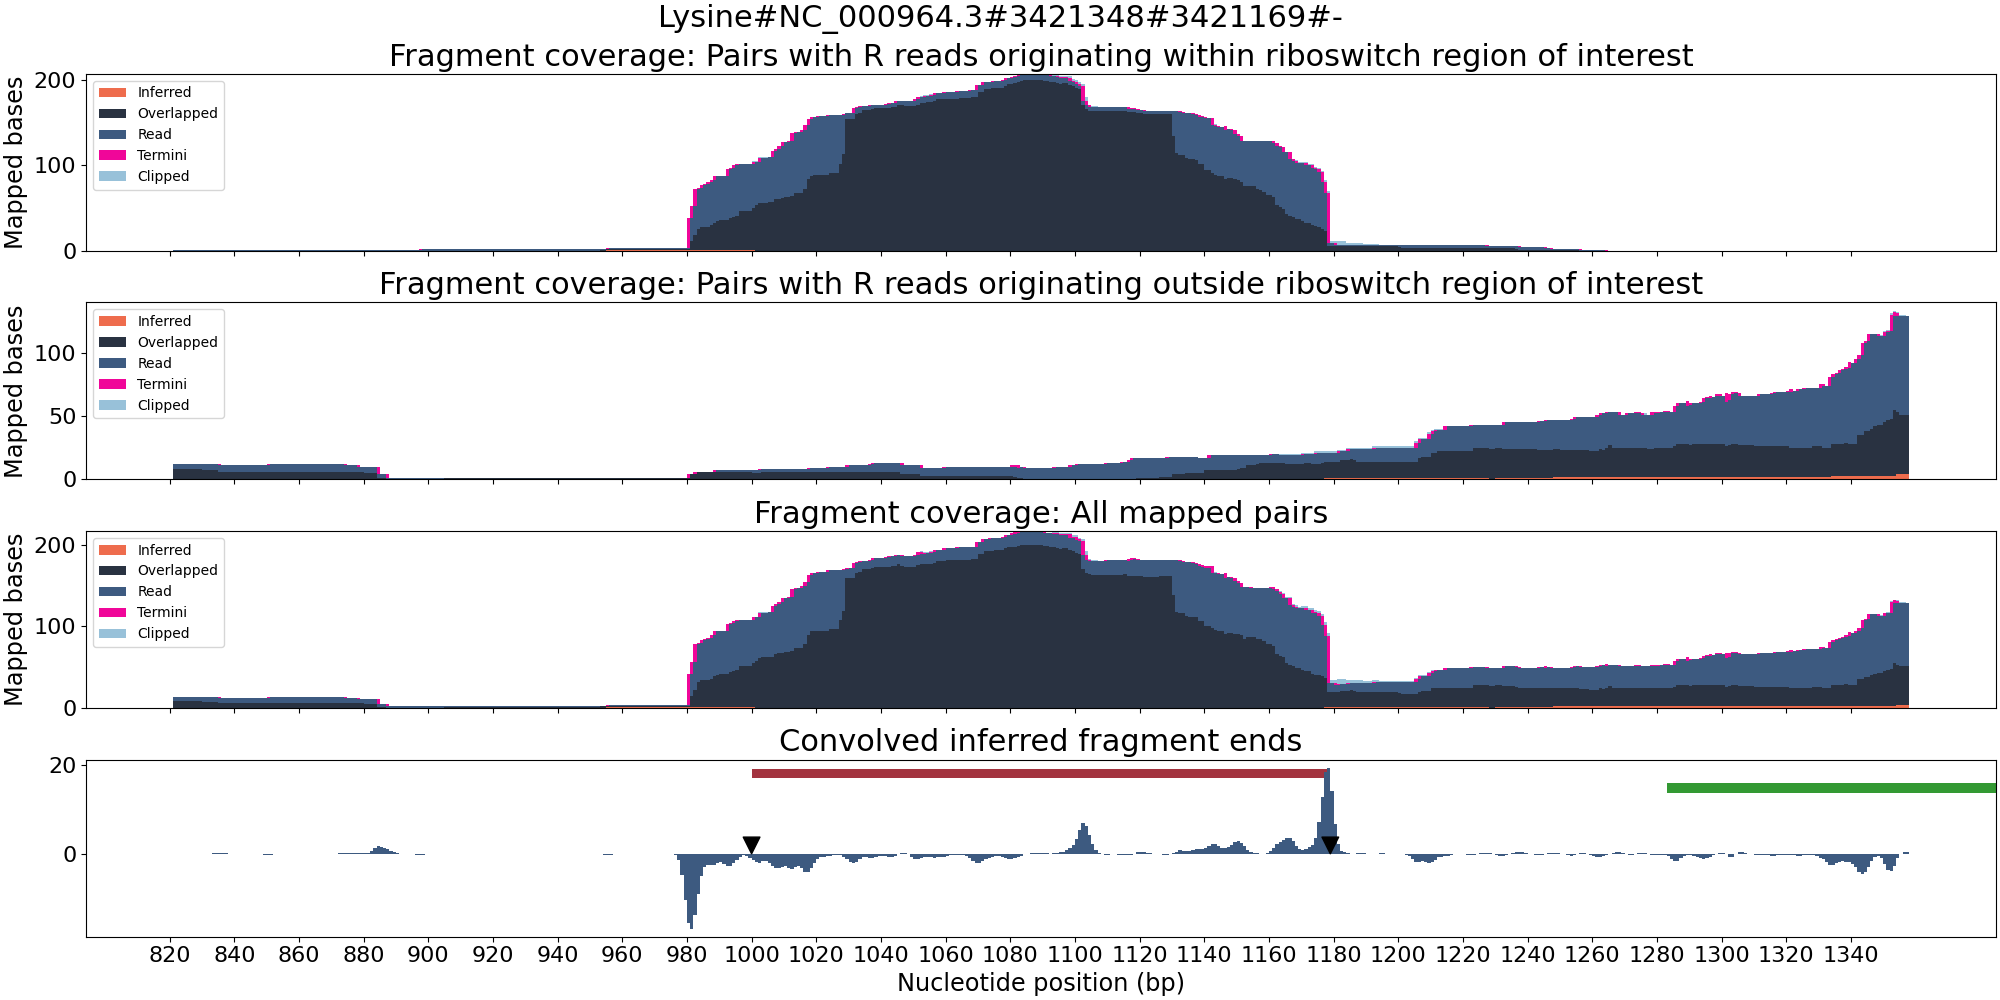 Lysine#NC_000964.3#3421348#3421169#-
Fragment coverage: Pairs with R reads originating within riboswitch region of interest
Mapped bases
200
100
0
Inferred
Overlapped
Read
Termini
Clipped
Fragment coverage: Pairs with R reads originating outside riboswitch region of interest
Mapped bases
100
50
0
Inferred
Overlapped
Read
Termini
Clipped
Fragment coverage: All mapped pairs
Mapped bases
200
100
0
Inferred
Overlapped
Read
Termini
Clipped
Convolved inferred fragment ends
20
0
820 840 860 880 900 920 940 960 980 1000 1020 1040 1060 1080 1100 1120 1140 1160 1180 1200 1220 1240 1260 1280 1300 1320 1340
Nucleotide position (bp)